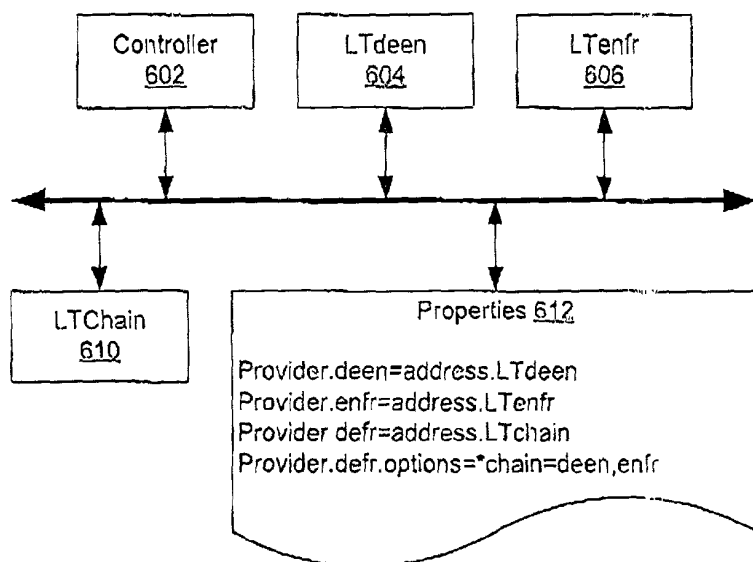 Controller
602
LTdeen
604
LTenfr
606
LTChain
610
Properties 612
Provider.deen=address.LTdeen
Provider.enfr=address.LTenfr
Provider defr=address.LTchain
Provider.defr.options=*chain=deen,enfr